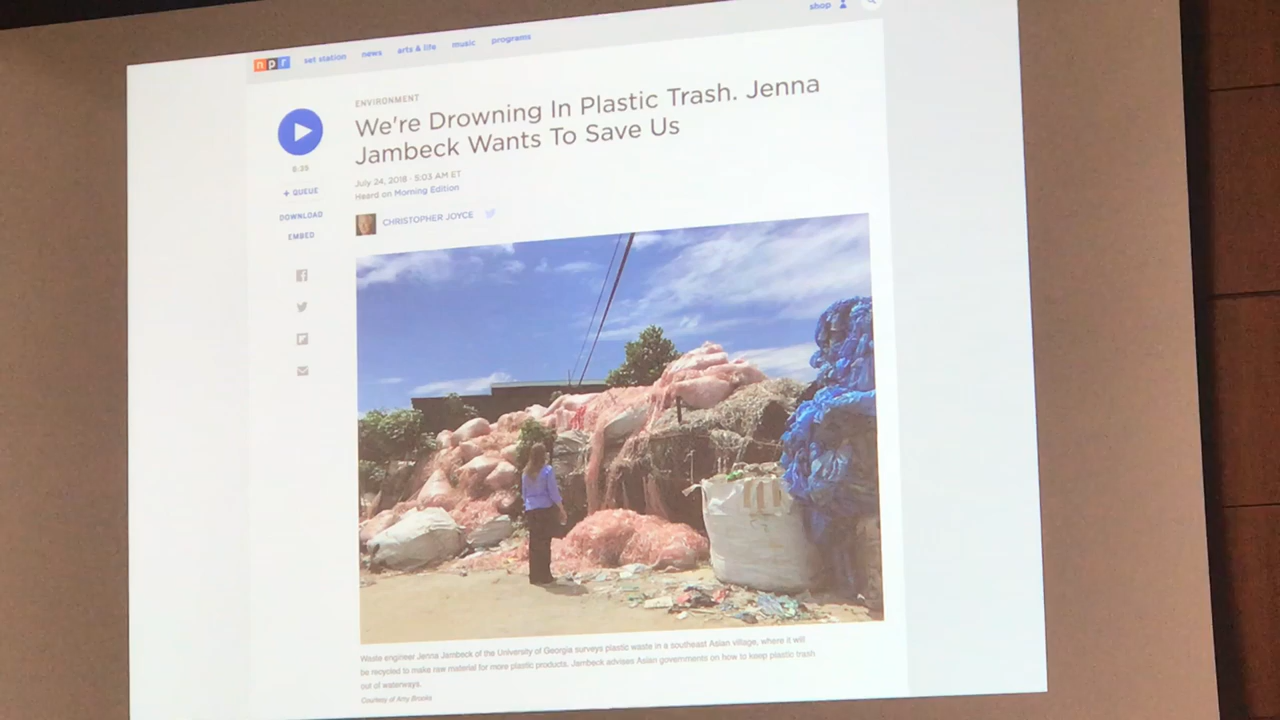 shop
npr set station news arts & life music programs
ENVIRONMENT
We're Drowning In Plastic Trash. Jenna
Jambeck Wants To Save Us
July 24, 2018 · 5:03 AM ET
Heard on Morning Edition
CHRISTOPHER JOYCE
+ QUEUE
DOWNLOAD
EMBED
Waste engineer Jenna Jambeck of the University of Georgia surveys plastic waste in a southeast Asian village, where it will
be recycled to make raw material for more plastic products. Jambeck advises Asian governments on how to keep plastic trash
out of waterways.
Courtesy of Amy Brooks